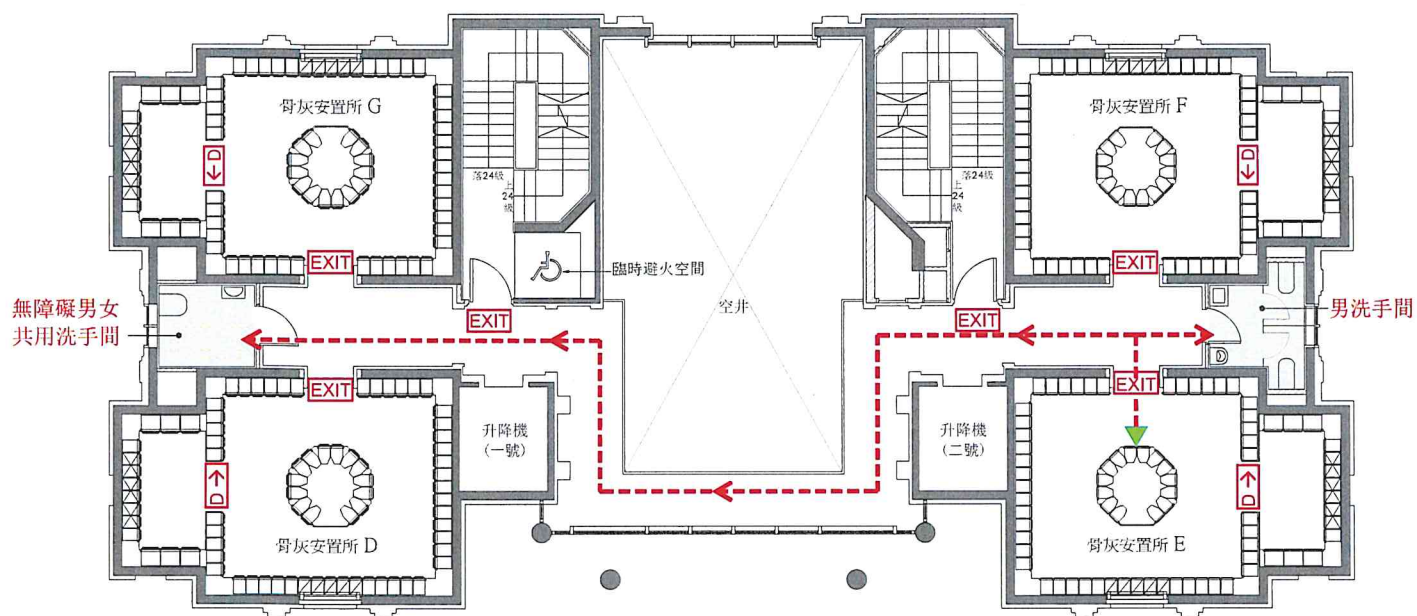 骨灰安置所 G
骨灰安置所 F
D
D
落24級
上
24
級
落24級
上
24
級
EXIT
EXIT
臨時避火空間
無障礙男女
共用洗手間
空井
男洗手間
EXIT
EXIT
EXIT
EXIT
升降機
(一號)
升降機
(二號)
D
D
骨灰安置所 D
骨灰安置所 E